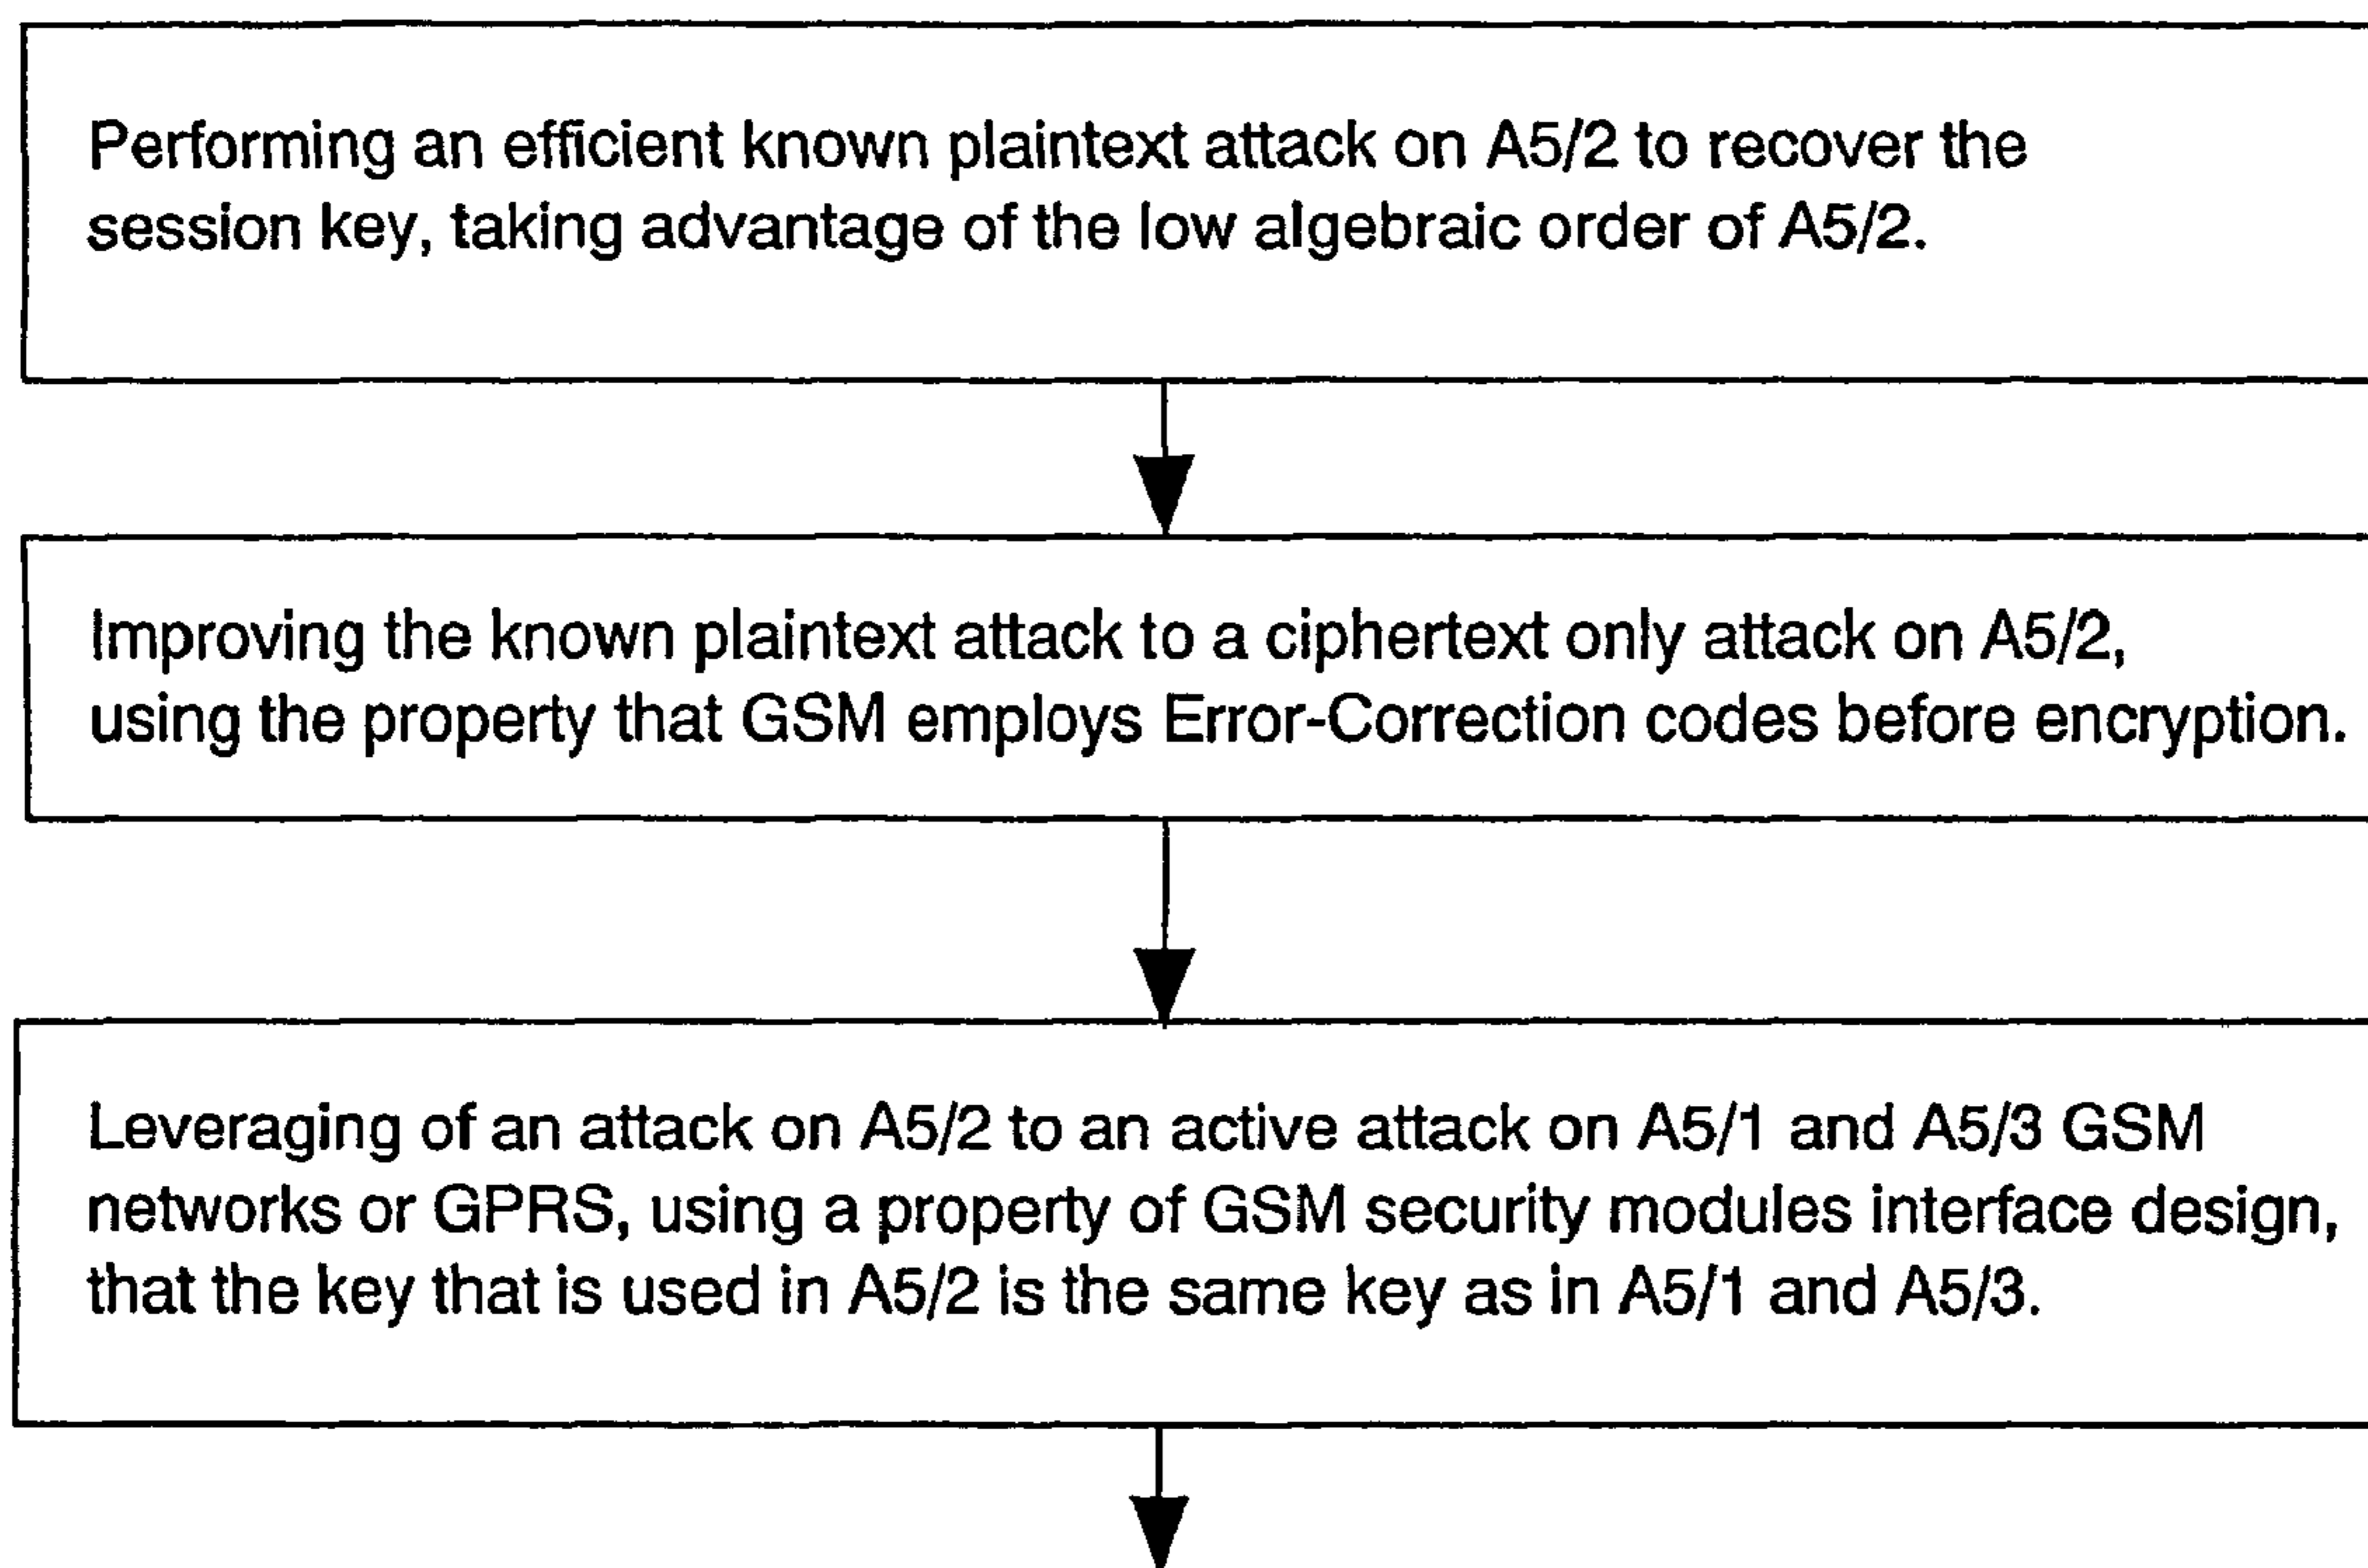 Performing an efficient known plaintext attack on A5/2 to recover the
session key, taking advantage of the low algebraic order of A5/2.
Improving the known plaintext attack to a ciphertext only attack on A5/2,
using the property that GSM employs Error-Correction codes before encryption.
Leveraging of an attack on A5/2 to an active attack on A5/1 and A5/3 GSM
networks or GPRS, using a property of GSM security modules interface design,
that the key that is used in A5/2 is the same key as in A5/1 and A5/3.